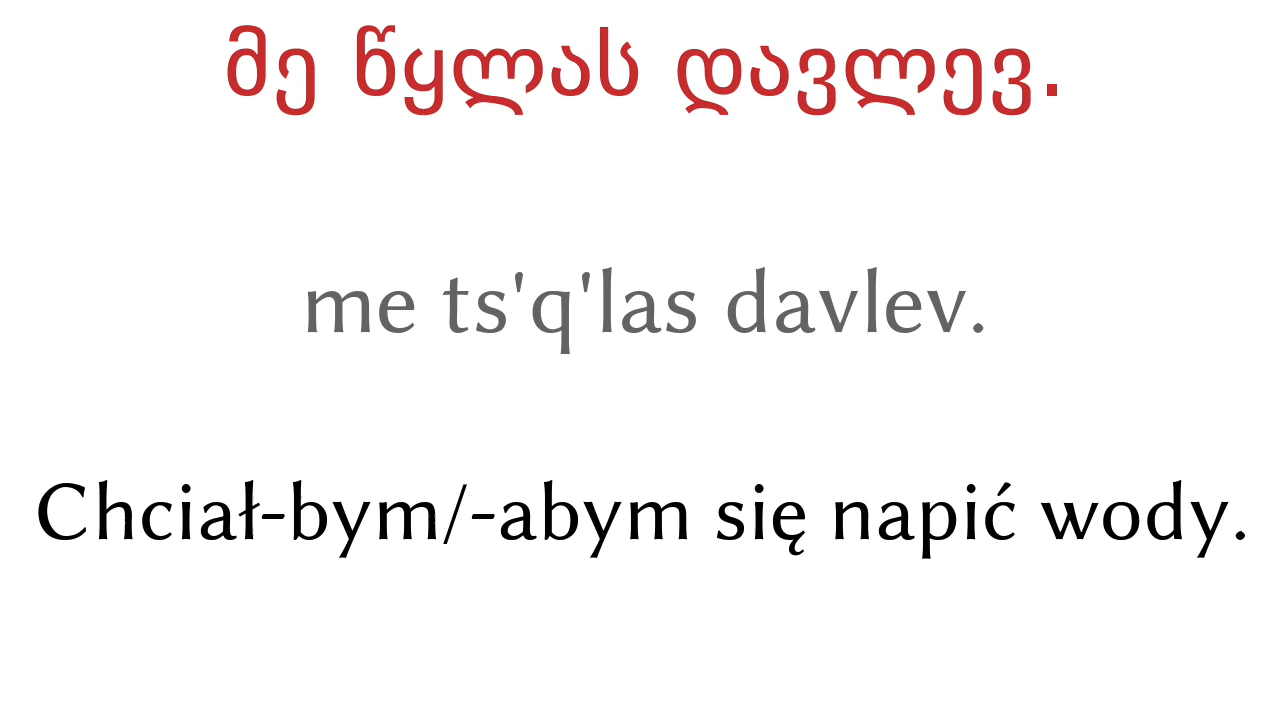 მე წყლას დავლევ.
me ts'q'las davlev.
Chciał-bym/-abym się napić wody.